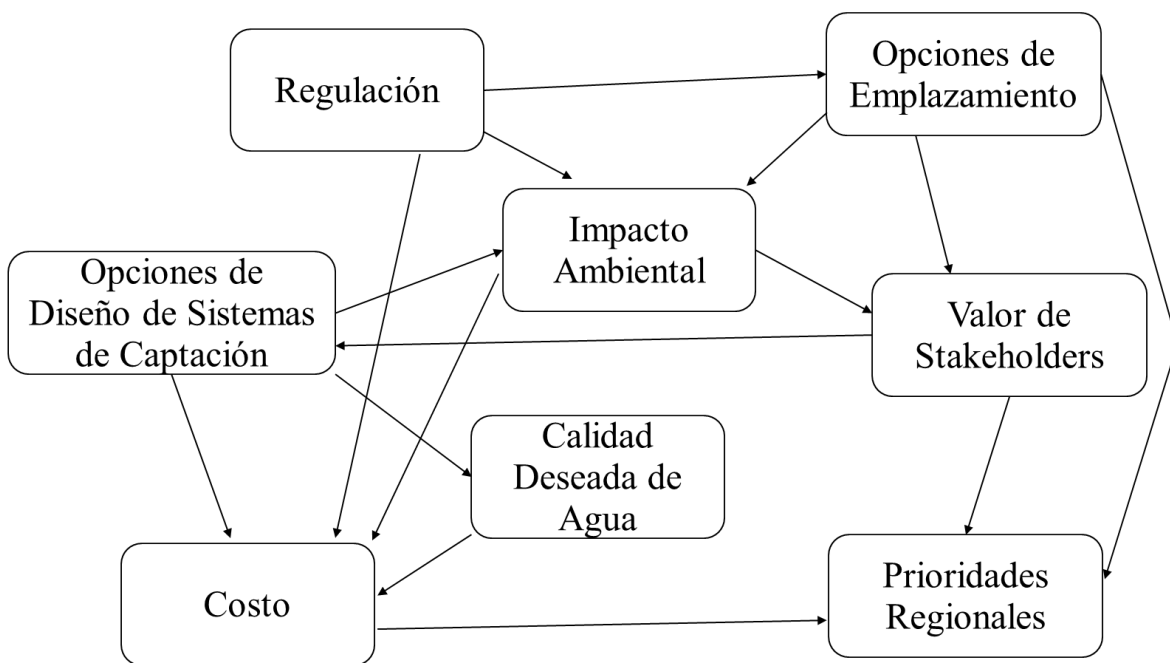 Regulación
Opciones de
Emplazamiento
Impacto
Ambiental
Opciones de
Diseño de Sistemas
de Captación
Valor de
Stakeholders
Calidad
Deseada de
Agua
Costo
Prioridades
Regionales